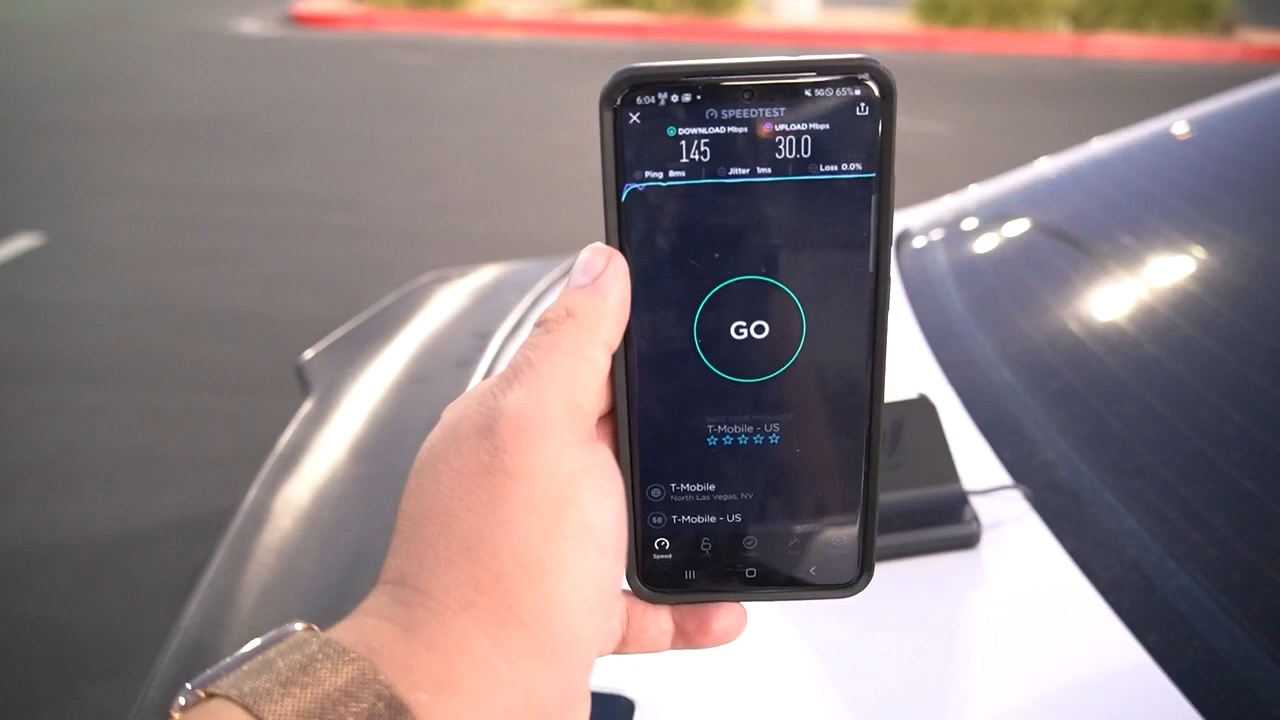 6:04 5G 65%
SPEEDTEST
DOWNLOAD Mbps UPLOAD Mbps
145 30.0
Ping 8ms Jitter 1ms Loss 0.0%
GO
T-Mobile - US
T-Mobile
North Las Vegas, NV
5G T-Mobile - US
Speed